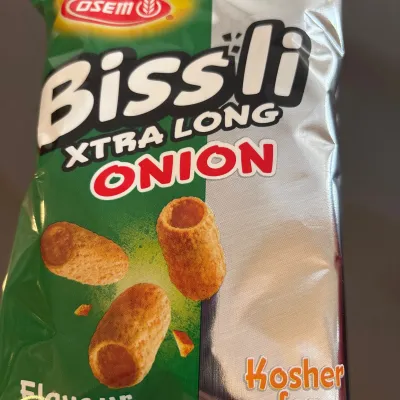 OSEM
Bissli
XTRA LONG
ONION
Kosher